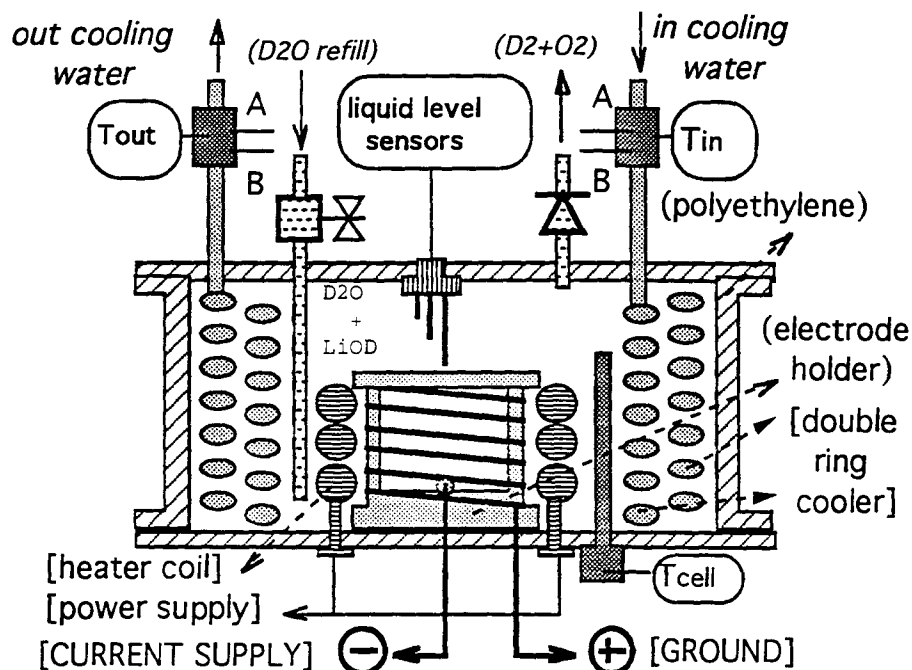 out cooling
water
(D2O refill)
(D2+O2)
in cooling
water
A
liquid level
sensors
A
Tout
Tin
B
B
(polyethylene)
D2O
+
LiOD
(electrode
holder)
[double
ring
cooler]
[heater coil]
Tcell
[power supply]
[CURRENT SUPPLY]
−
+
[GROUND]